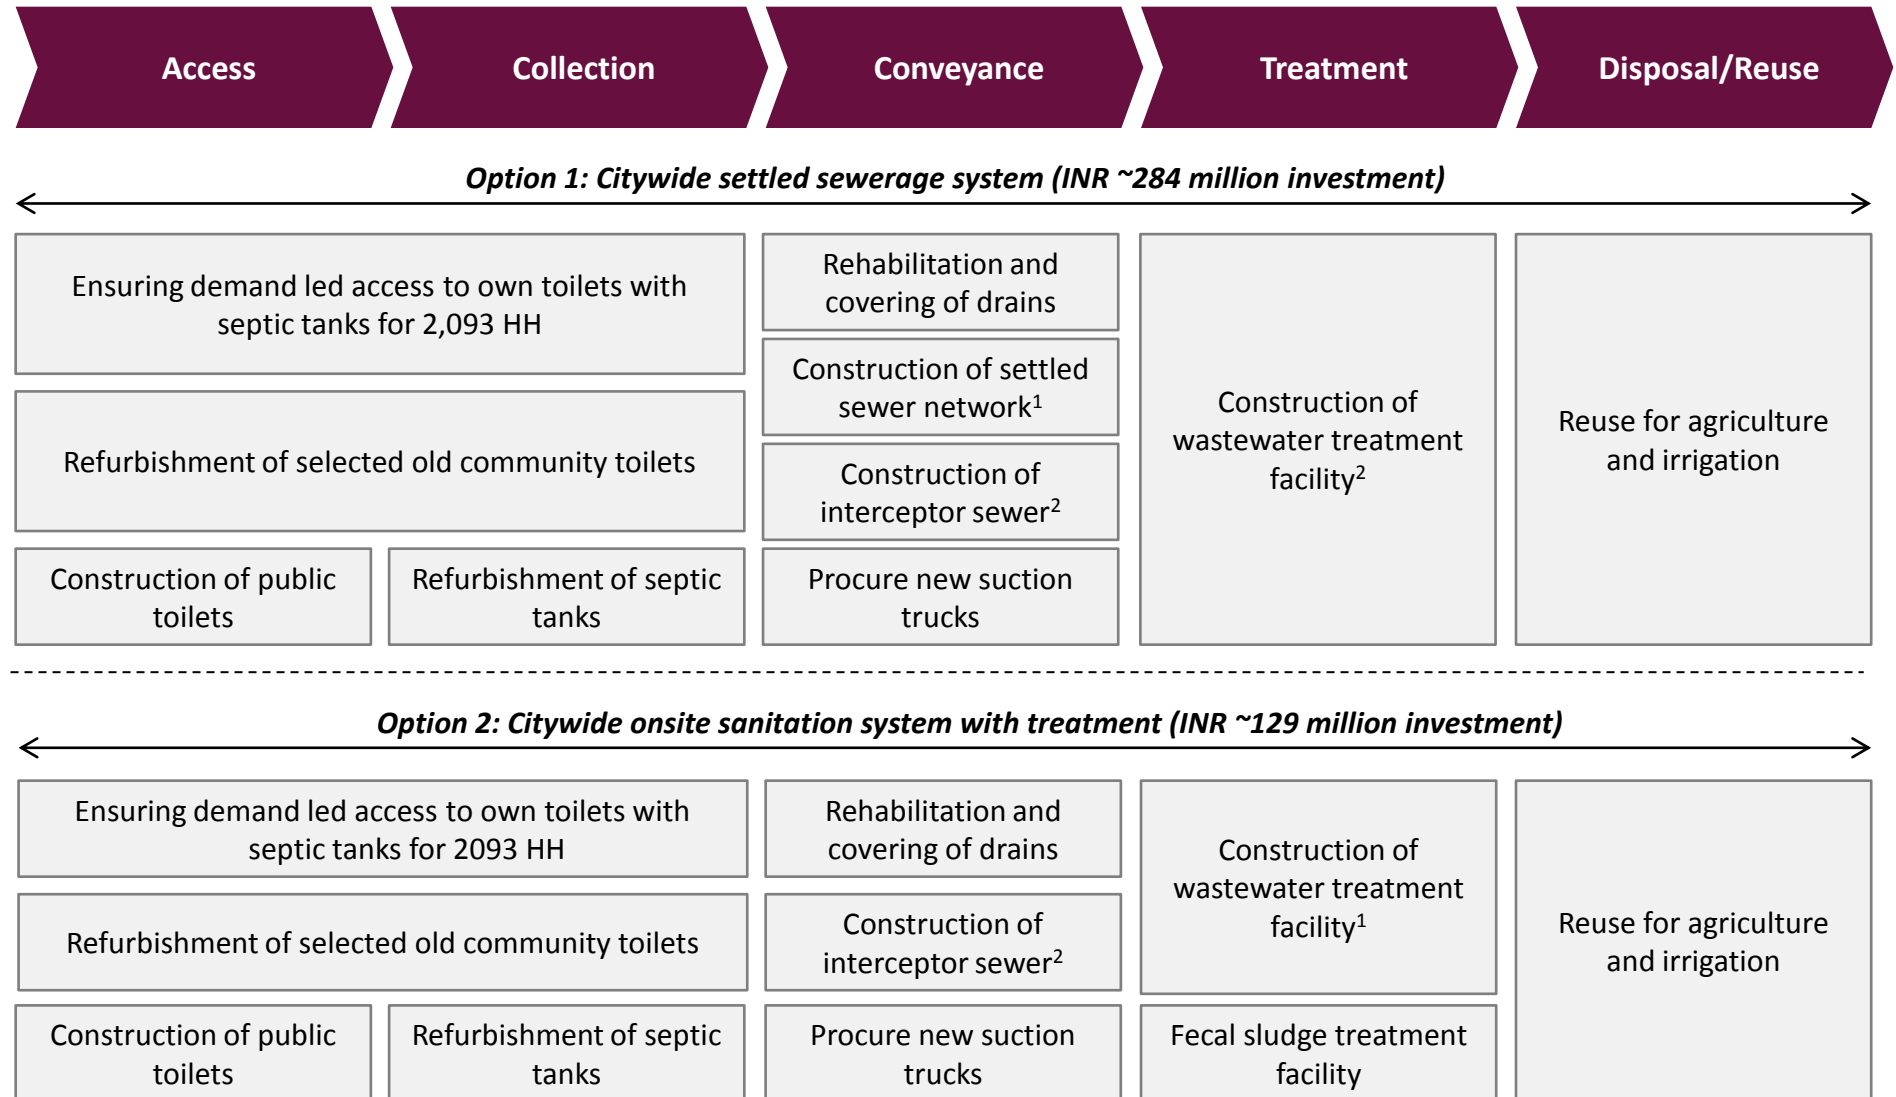 Access
Collection
Conveyance
Treatment
Disposal/Reuse
Option 1: Citywide settled sewerage system (INR ~284 million investment)
Ensuring demand led access to own toilets with
septic tanks for 2,093 HH
Refurbishment of selected old community toilets
Construction of public
toilets
Refurbishment of septic
tanks
Rehabilitation and
covering of drains
Construction of settled
sewer network¹
Construction of
interceptor sewer²
Procure new suction
trucks
Construction of
wastewater treatment
facility²
Reuse for agriculture
and irrigation
Option 2: Citywide onsite sanitation system with treatment (INR ~129 million investment)
Ensuring demand led access to own toilets with
septic tanks for 2093 HH
Refurbishment of selected old community toilets
Construction of public
toilets
Refurbishment of septic
tanks
Rehabilitation and
covering of drains
Construction of
interceptor sewer²
Procure new suction
trucks
Construction of
wastewater treatment
facility¹
Fecal sludge treatment
facility
Reuse for agriculture
and irrigation